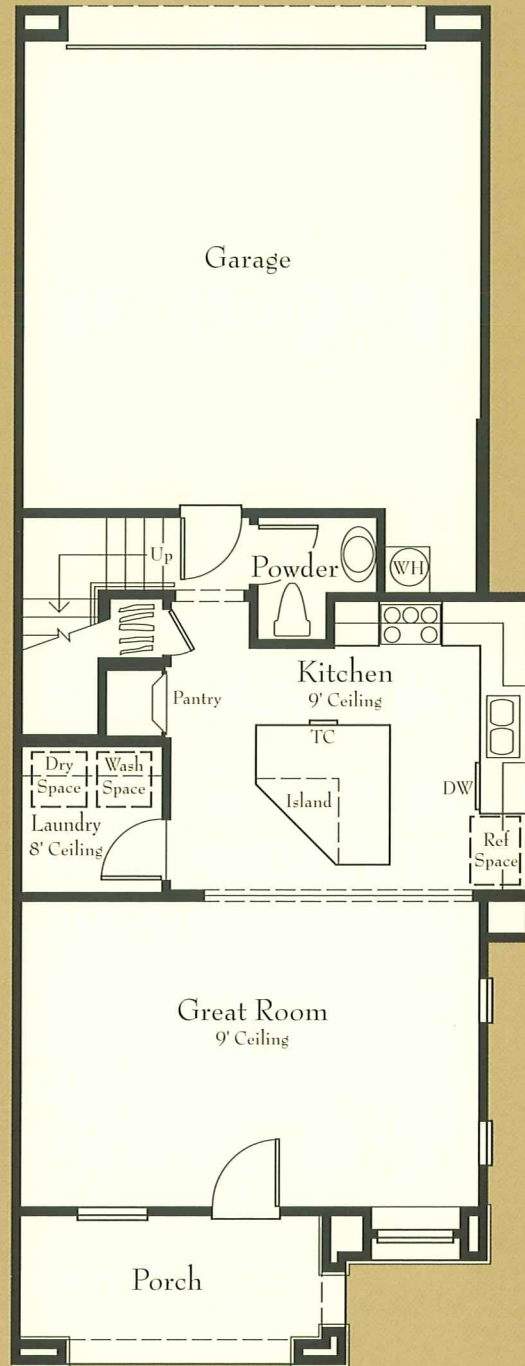 Garage
Up
Powder
WH
Kitchen
9' Ceiling
Pantry
TC
Island
DW
Dry
Space
Wash
Space
Laundry
8' Ceiling
Ref
Space
Great Room
9' Ceiling
Porch